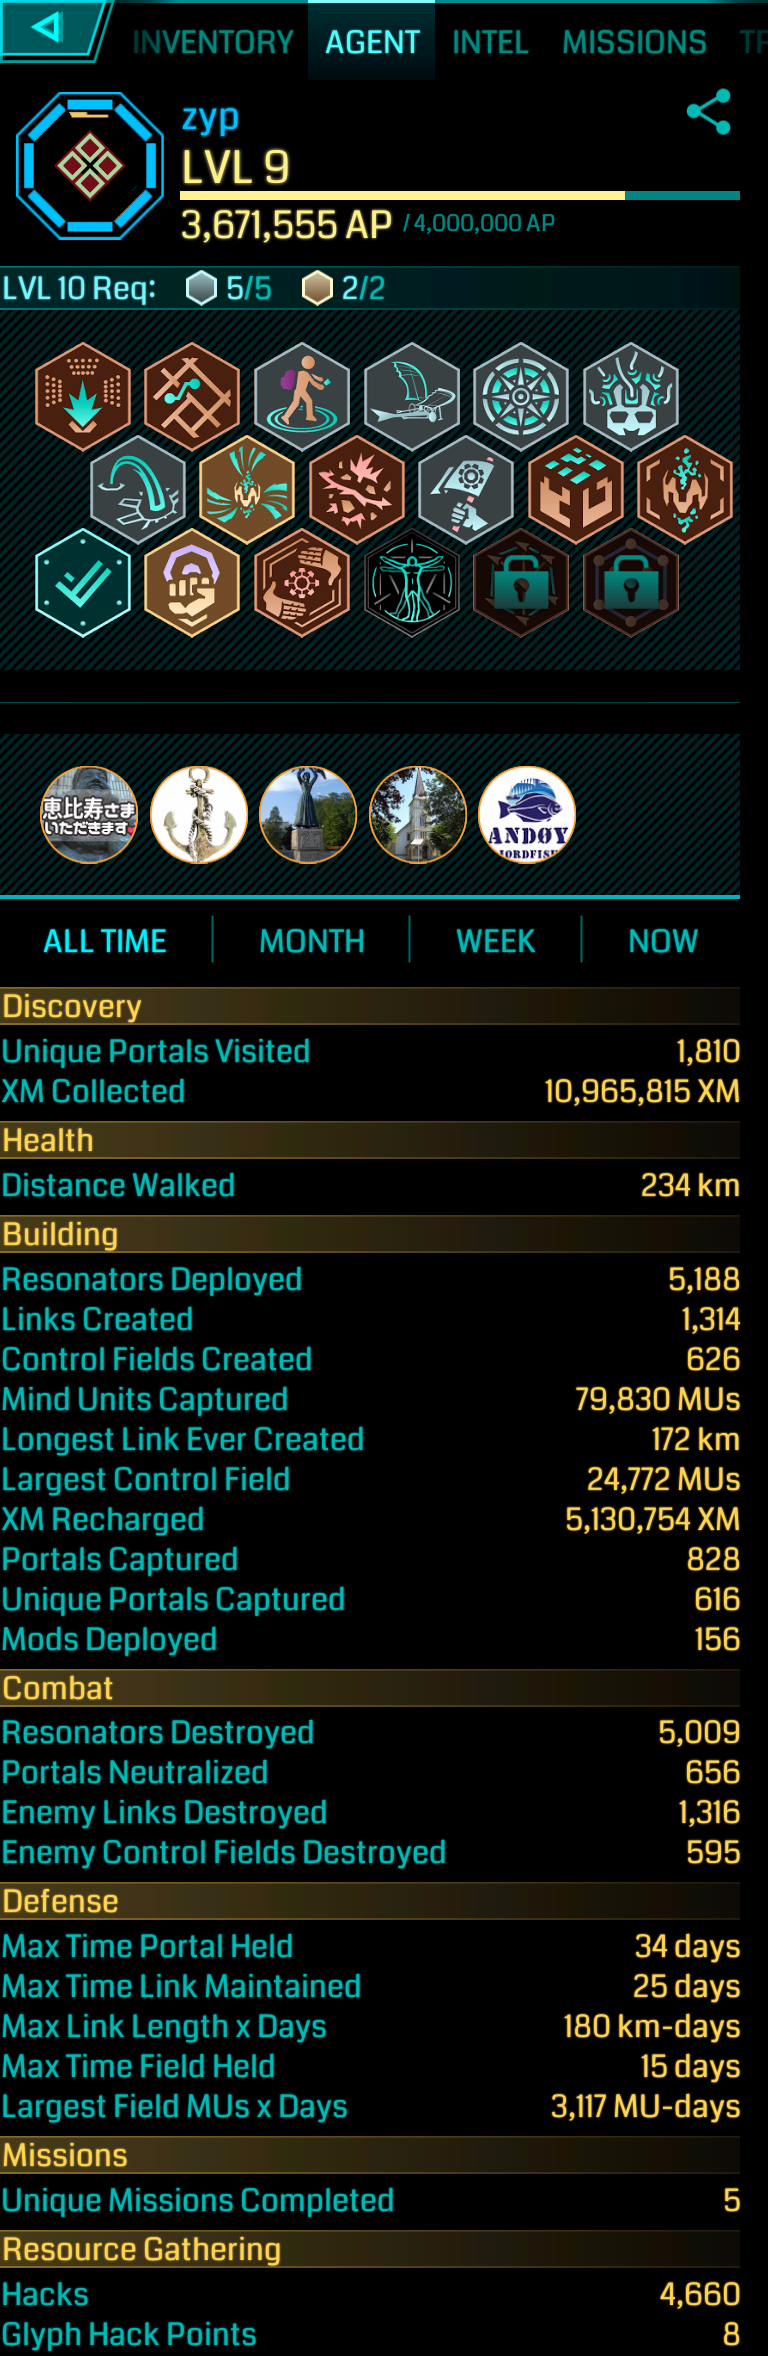 INVENTORY AGENT INTEL MISSIONS
zyp
LVL 9
3,671,555 AP / 4,000,000 AP
LVL 10 Req: 5/5 2/2
恵比寿さま
いただきます
ANDØY
ALL TIME MONTH WEEK NOW
Discovery
Unique Portals Visited 1,810
XM Collected 10,965,815 XM
Health
Distance Walked 234 km
Building
Resonators Deployed 5,188
Links Created 1,314
Control Fields Created 626
Mind Units Captured 79,830 MUs
Longest Link Ever Created 172 km
Largest Control Field 24,772 MUs
XM Recharged 5,130,754 XM
Portals Captured 828
Unique Portals Captured 616
Mods Deployed 156
Combat
Resonators Destroyed 5,009
Portals Neutralized 656
Enemy Links Destroyed 1,316
Enemy Control Fields Destroyed 595
Defense
Max Time Portal Held 34 days
Max Time Link Maintained 25 days
Max Link Length x Days 180 km-days
Max Time Field Held 15 days
Largest Field MUs x Days 3,117 MU-days
Missions
Unique Missions Completed 5
Resource Gathering
Hacks 4,660
Glyph Hack Points 8